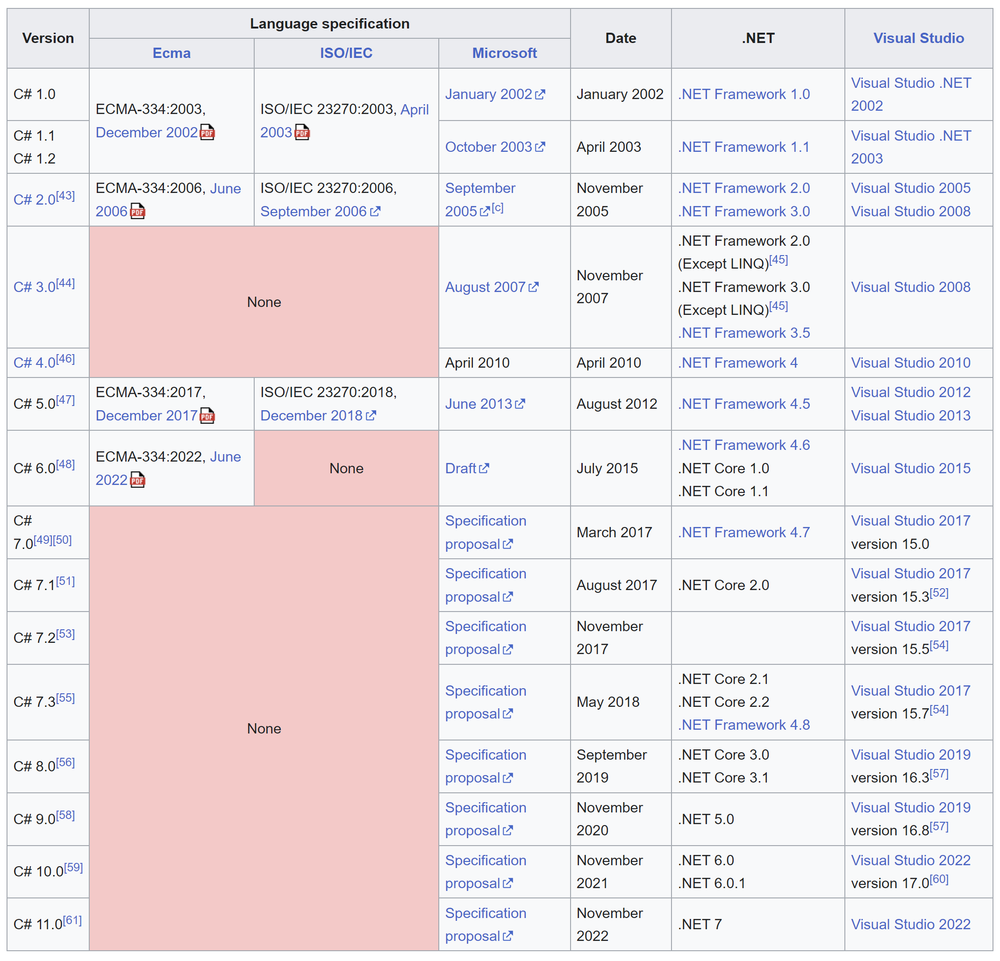 Version
Language specification
Date
.NET
Visual Studio
Ecma
ISO/IEC
Microsoft
C# 1.0
ECMA-334:2003,
December 2002
PDF
ISO/IEC 23270:2003, April
2003
PDF
January 2002
January 2002
.NET Framework 1.0
Visual Studio .NET
2002
C# 1.1
C# 1.2
October 2003
April 2003
.NET Framework 1.1
Visual Studio .NET
2003
C# 2.0[43]
ECMA-334:2006, June
2006
PDF
ISO/IEC 23270:2006,
September 2006
September
2005[c]
November
2005
.NET Framework 2.0
.NET Framework 3.0
Visual Studio 2005
Visual Studio 2008
C# 3.0[44]
None
August 2007
November
2007
.NET Framework 2.0
(Except LINQ)[45]
.NET Framework 3.0
(Except LINQ)[45]
.NET Framework 3.5
Visual Studio 2008
C# 4.0[46]
April 2010
April 2010
.NET Framework 4
Visual Studio 2010
C# 5.0[47]
ECMA-334:2017,
December 2017
PDF
ISO/IEC 23270:2018,
December 2018
June 2013
August 2012
.NET Framework 4.5
Visual Studio 2012
Visual Studio 2013
C# 6.0[48]
ECMA-334:2022, June
2022
PDF
None
Draft
July 2015
.NET Framework 4.6
.NET Core 1.0
.NET Core 1.1
Visual Studio 2015
C#
7.0[49][50]
None
Specification
proposal
March 2017
.NET Framework 4.7
Visual Studio 2017
version 15.0
C# 7.1[51]
Specification
proposal
August 2017
.NET Core 2.0
Visual Studio 2017
version 15.3[52]
C# 7.2[53]
Specification
proposal
November
2017
Visual Studio 2017
version 15.5[54]
C# 7.3[55]
Specification
proposal
May 2018
.NET Core 2.1
.NET Core 2.2
.NET Framework 4.8
Visual Studio 2017
version 15.7[54]
C# 8.0[56]
Specification
proposal
September
2019
.NET Core 3.0
.NET Core 3.1
Visual Studio 2019
version 16.3[57]
C# 9.0[58]
Specification
proposal
November
2020
.NET 5.0
Visual Studio 2019
version 16.8[57]
C# 10.0[59]
Specification
proposal
November
2021
.NET 6.0
.NET 6.0.1
Visual Studio 2022
version 17.0[60]
C# 11.0[61]
Specification
proposal
November
2022
.NET 7
Visual Studio 2022